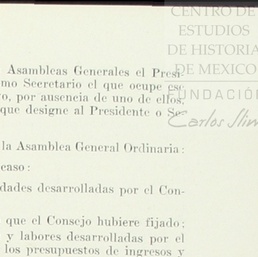 CENTRO DE
ESTUDIOS
DE HISTORIA
DE MEXICO
FUNDACIÓN
Carlos Slim
Asambleas Generales el Presi-
mo Secretario el que ocupe ese
o, por ausencia de uno de ellos,
que designe al Presidente o Se-
la Asamblea General Ordinaria:
caso:
dades desarrolladas por el Con-
que el Consejo hubiere fijado;
y labores desarrolladas por el
los presupuestos de ingresos y